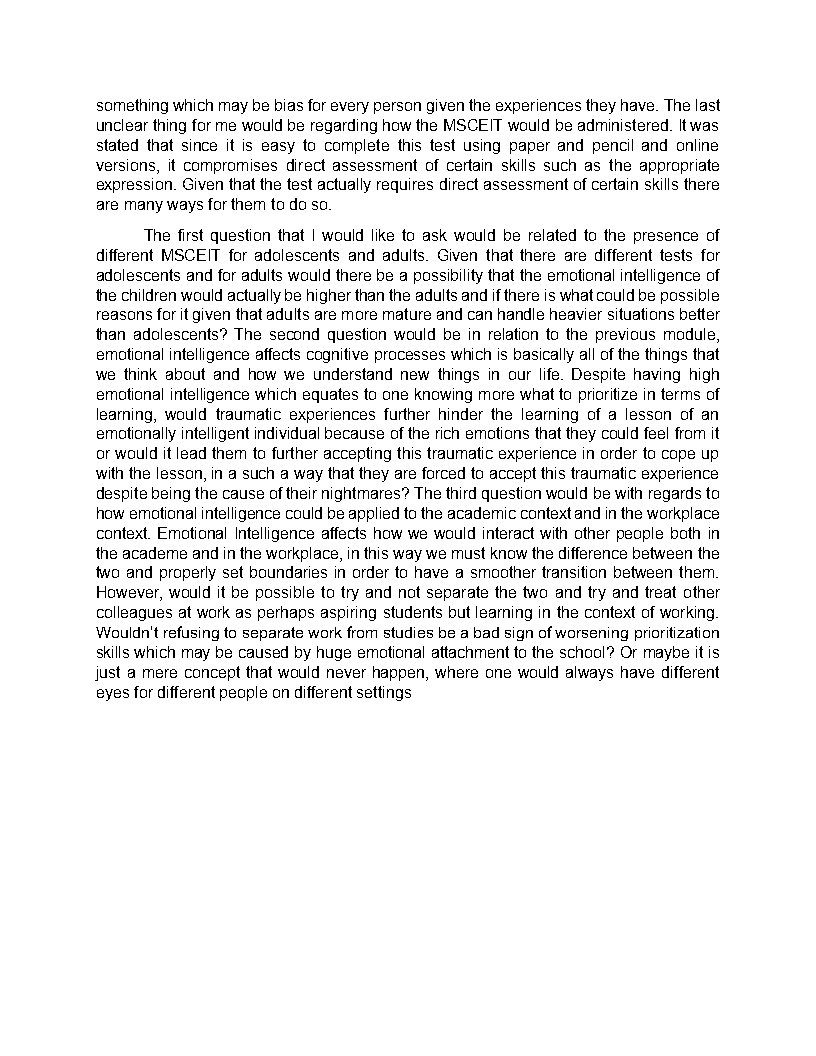 something which may be bias for every person given the experiences they have. The last
unclear thing for me would be regarding how the MSCEIT would be administered. It was
stated that since it is easy to complete this test using paper and pencil and online
versions, it compromises direct assessment of certain skills such as the appropriate
expression. Given that the test actually requires direct assessment of certain skills there
are many ways for them to do so.
The first question that I would like to ask would be related to the presence of
different MSCEIT for adolescents and adults. Given that there are different tests for
adolescents and for adults would there be a possibility that the emotional intelligence of
the children would actually be higher than the adults and if there is what could be possible
reasons for it given that adults are more mature and can handle heavier situations better
than adolescents? The second question would be in relation to the previous module,
emotional intelligence affects cognitive processes which is basically all of the things that
we think about and how we understand new things in our life. Despite having high
emotional intelligence which equates to one knowing more what to prioritize in terms of
learning, would traumatic experiences further hinder the learning of a lesson of an
emotionally intelligent individual because of the rich emotions that they could feel from it
or would it lead them to further accepting this traumatic experience in order to cope up
with the lesson, in a such a way that they are forced to accept this traumatic experience
despite being the cause of their nightmares? The third question would be with regards to
how emotional intelligence could be applied to the academic context and in the workplace
context. Emotional Intelligence affects how we would interact with other people both in
the academe and in the workplace, in this way we must know the difference between the
two and properly set boundaries in order to have a smoother transition between them.
However, would it be possible to try and not separate the two and try and treat other
colleagues at work as perhaps aspiring students but learning in the context of working.
Wouldn't refusing to separate work from studies be a bad sign of worsening prioritization
skills which may be caused by huge emotional attachment to the school? Or maybe it is
just a mere concept that would never happen, where one would always have different
eyes for different people on different settings